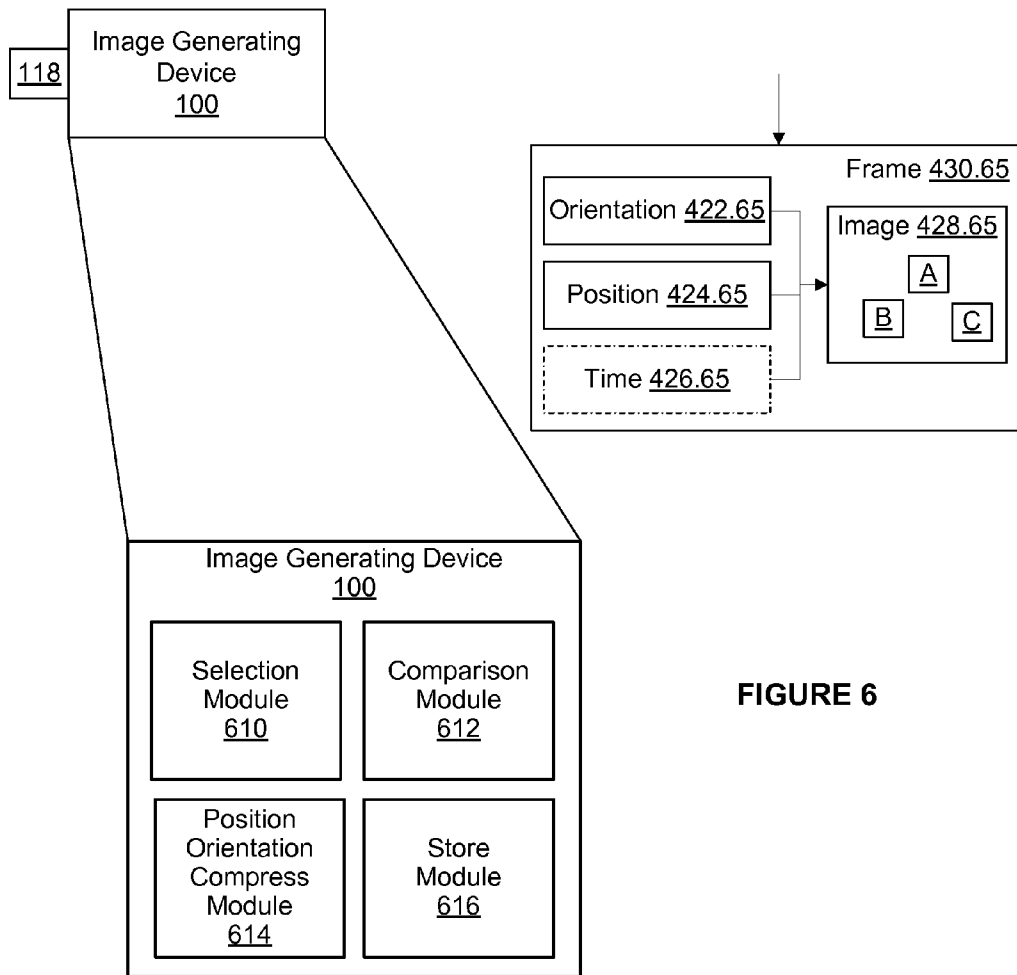 118
Image Generating
Device
100
Frame 430.65
Orientation 422.65
Position 424.65
Time 426.65
Image 428.65
A
B
C
Image Generating Device
100
Selection
Module
610
Comparison
Module
612
Position
Orientation
Compress
Module
614
Store
Module
616
FIGURE 6